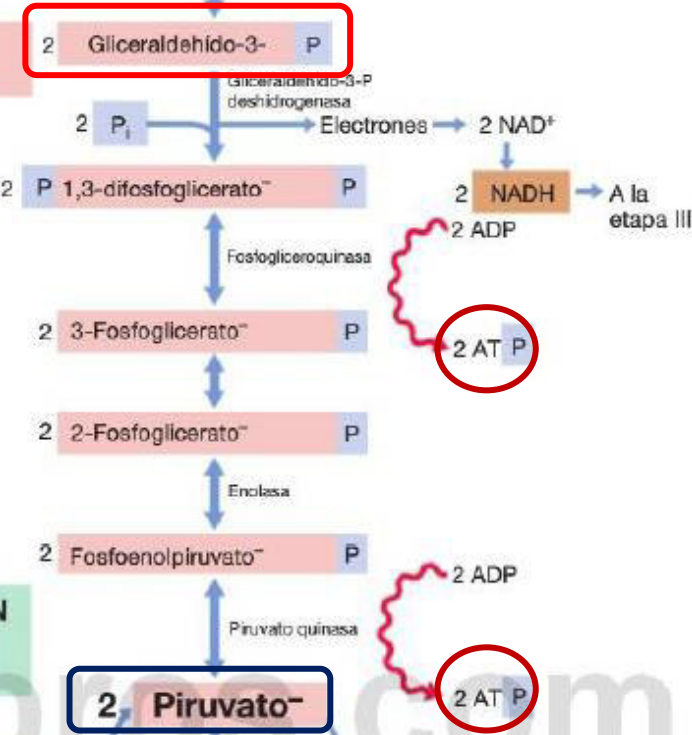 2 Gliceraldehído-3- P
Gliceraldehído-3-P
deshidrogenasa
2 Pi
Electrones
2 NAD+
2 P 1,3-difosfoglicerato− P
2 NADH
A la
etapa III
2 ADP
Fosfogliceroquinasa
2 3-Fosfoglicerato− P
2 AT P
2 2-Fosfoglicerato− P
Enolasa
2 Fosfoenolpiruvato− P
2 ADP
N
Piruvato quinasa
2 Piruvato−
2 AT P
.com